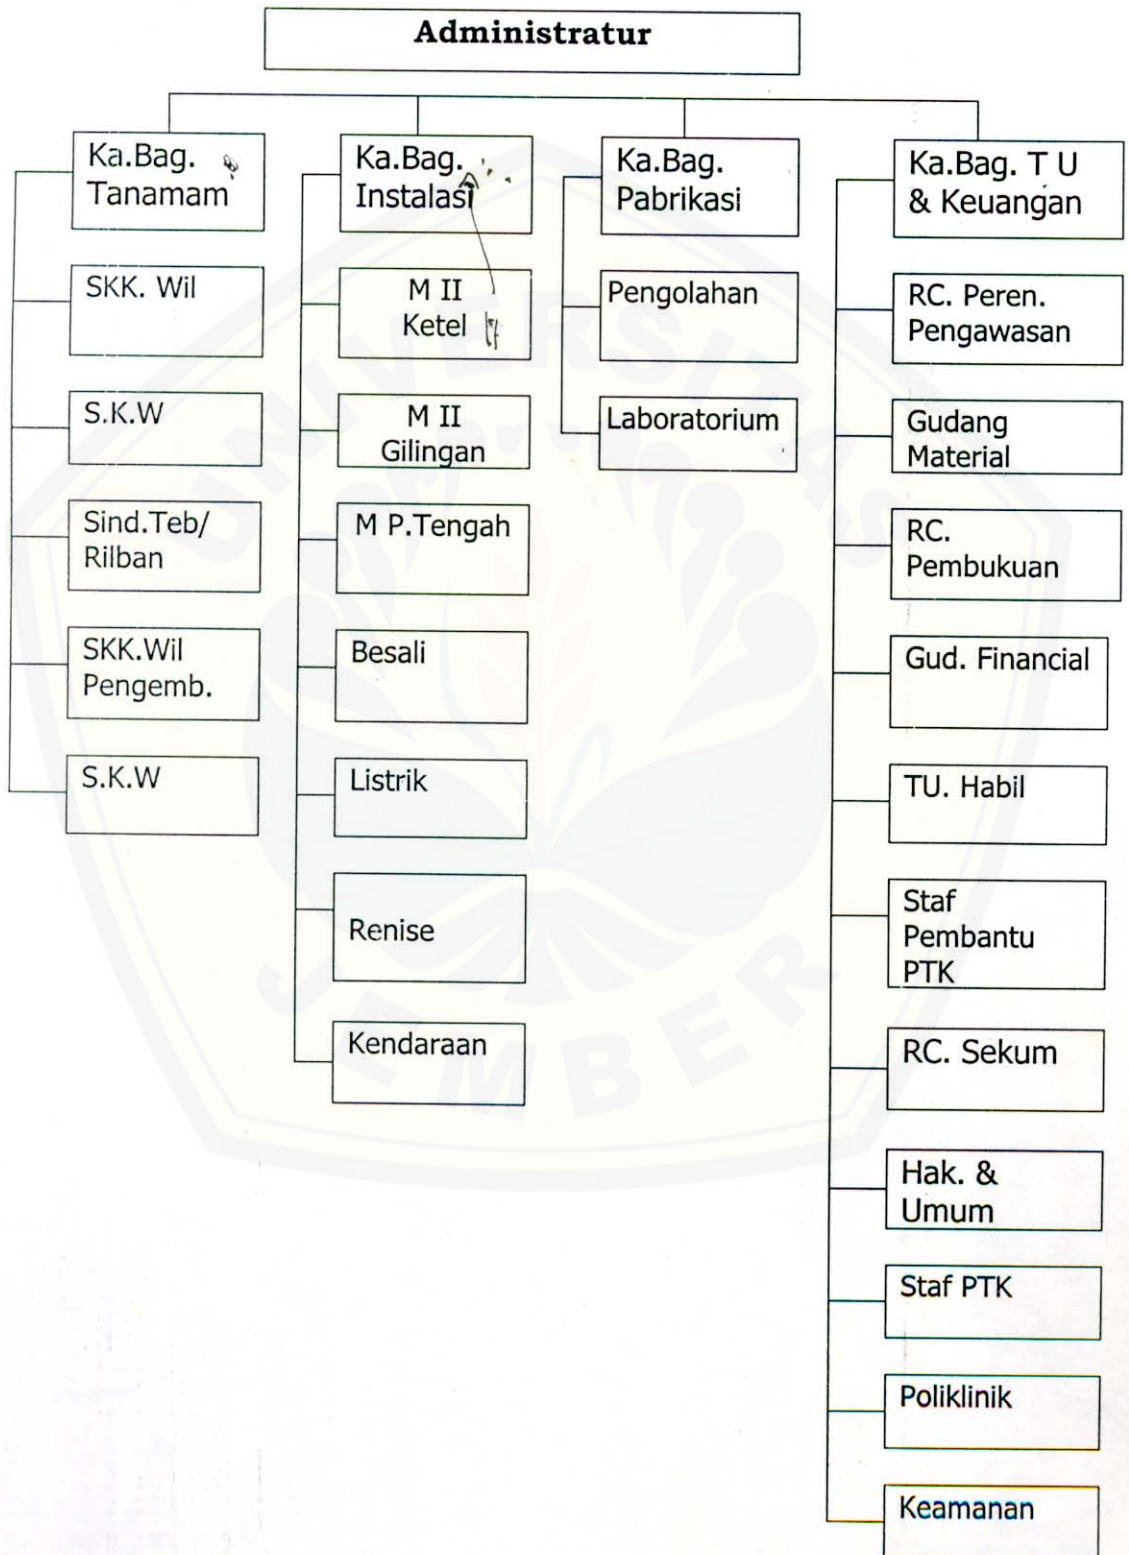 Administratur
Ka.Bag.
Tanamam
SKK. Wil
S.K.W
Sind.Teb/
Rilban
SKK.Wil
Pengemb.
S.K.W
Ka.Bag.
Instalasi
M II
Ketel
M II
Gilingan
M P.Tengah
Besali
Listrik
Renise
Kendaraan
Ka.Bag.
Pabrikasi
Pengolahan
Laboratorium
Ka.Bag. T U
& Keuangan
RC. Peren.
Pengawasan
Gudang
Material
RC.
Pembukuan
Gud. Financial
TU. Habil
Staf
Pembantu
PTK
RC. Sekum
Hak. &
Umum
Staf PTK
Poliklinik
Keamanan
UNIVERSITAS
JEMBER